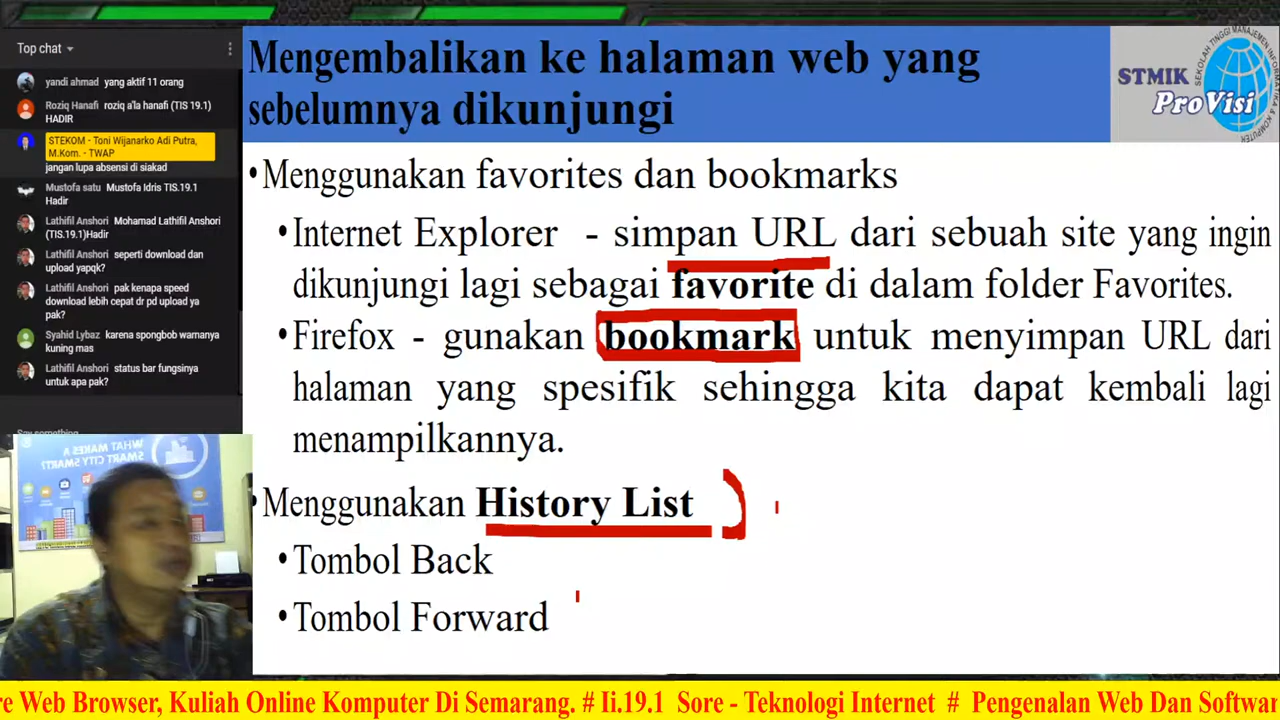 Top chat
yandi ahmad yang aktif 11 orang
Roziq Hanafi roziq a'la hanafi (TIS 19.1)
HADIR
STEKOM - Toni Wijanarko Adi Putra,
M.Kom. - TWAP
jangan lupa absensi di siakad
Mustofa satu Mustofa Idris TIS.19.1
Hadir
Lathifil Anshori Mohamad Lathifil Anshori
(TIS.19.1)Hadir
Lathifil Anshori seperti download dan
upload yapqk?
Lathifil Anshori pak kenapa speed
download lebih cepat dr pd upload ya
pak?
Syahid Lybaz karena spongbob warnanya
kuning mas
Lathifil Anshori status bar fungsinya
untuk apa pak?
Say something
WHAT MAKES A
SMART CITY
SMART?
Mengembalikan ke halaman web yang
sebelumnya dikunjungi
STMIK
ProVisi
•Menggunakan favorites dan bookmarks
•Internet Explorer - simpan URL dari sebuah site yang ingin
dikunjungi lagi sebagai favorite di dalam folder Favorites.
•Firefox - gunakan bookmark untuk menyimpan URL dari
halaman yang spesifik sehingga kita dapat kembali lagi
menampilkannya.
•Menggunakan History List
•Tombol Back
•Tombol Forward
re Web Browser, Kuliah Online Komputer Di Semarang. # Ii.19.1 Sore - Teknologi Internet # Pengenalan Web Dan Softwar